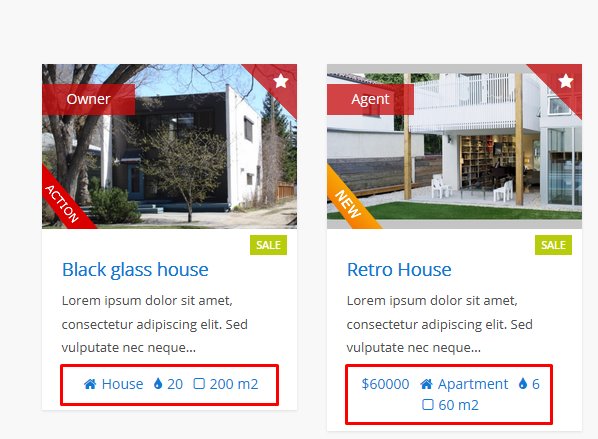 Owner
ACTION
SALE
Black glass house
Lorem ipsum dolor sit amet,
consectetur adipiscing elit. Sed
vulputate nec neque...
House 20 200 m2
Agent
NEW
SALE
Retro House
Lorem ipsum dolor sit amet,
consectetur adipiscing elit. Sed
vulputate nec neque...
$60000 Apartment 6
60 m2